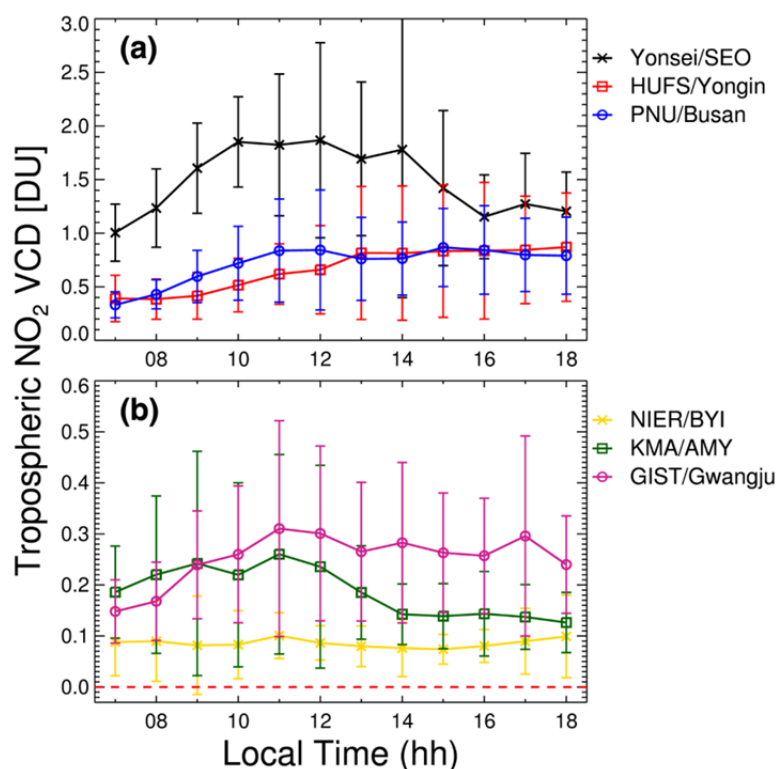 (a)
3.0
2.5
2.0
1.5
1.0
0.5
0.0
08 10 12 14 16 18
Yonsei/SEO
HUFS/Yongin
PNU/Busan
Tropospheric NO₂ VCD [DU]
(b)
0.6
0.5
0.4
0.3
0.2
0.1
0.0
08 10 12 14 16 18
NIER/BYI
KMA/AMY
GIST/Gwangju
Local Time (hh)